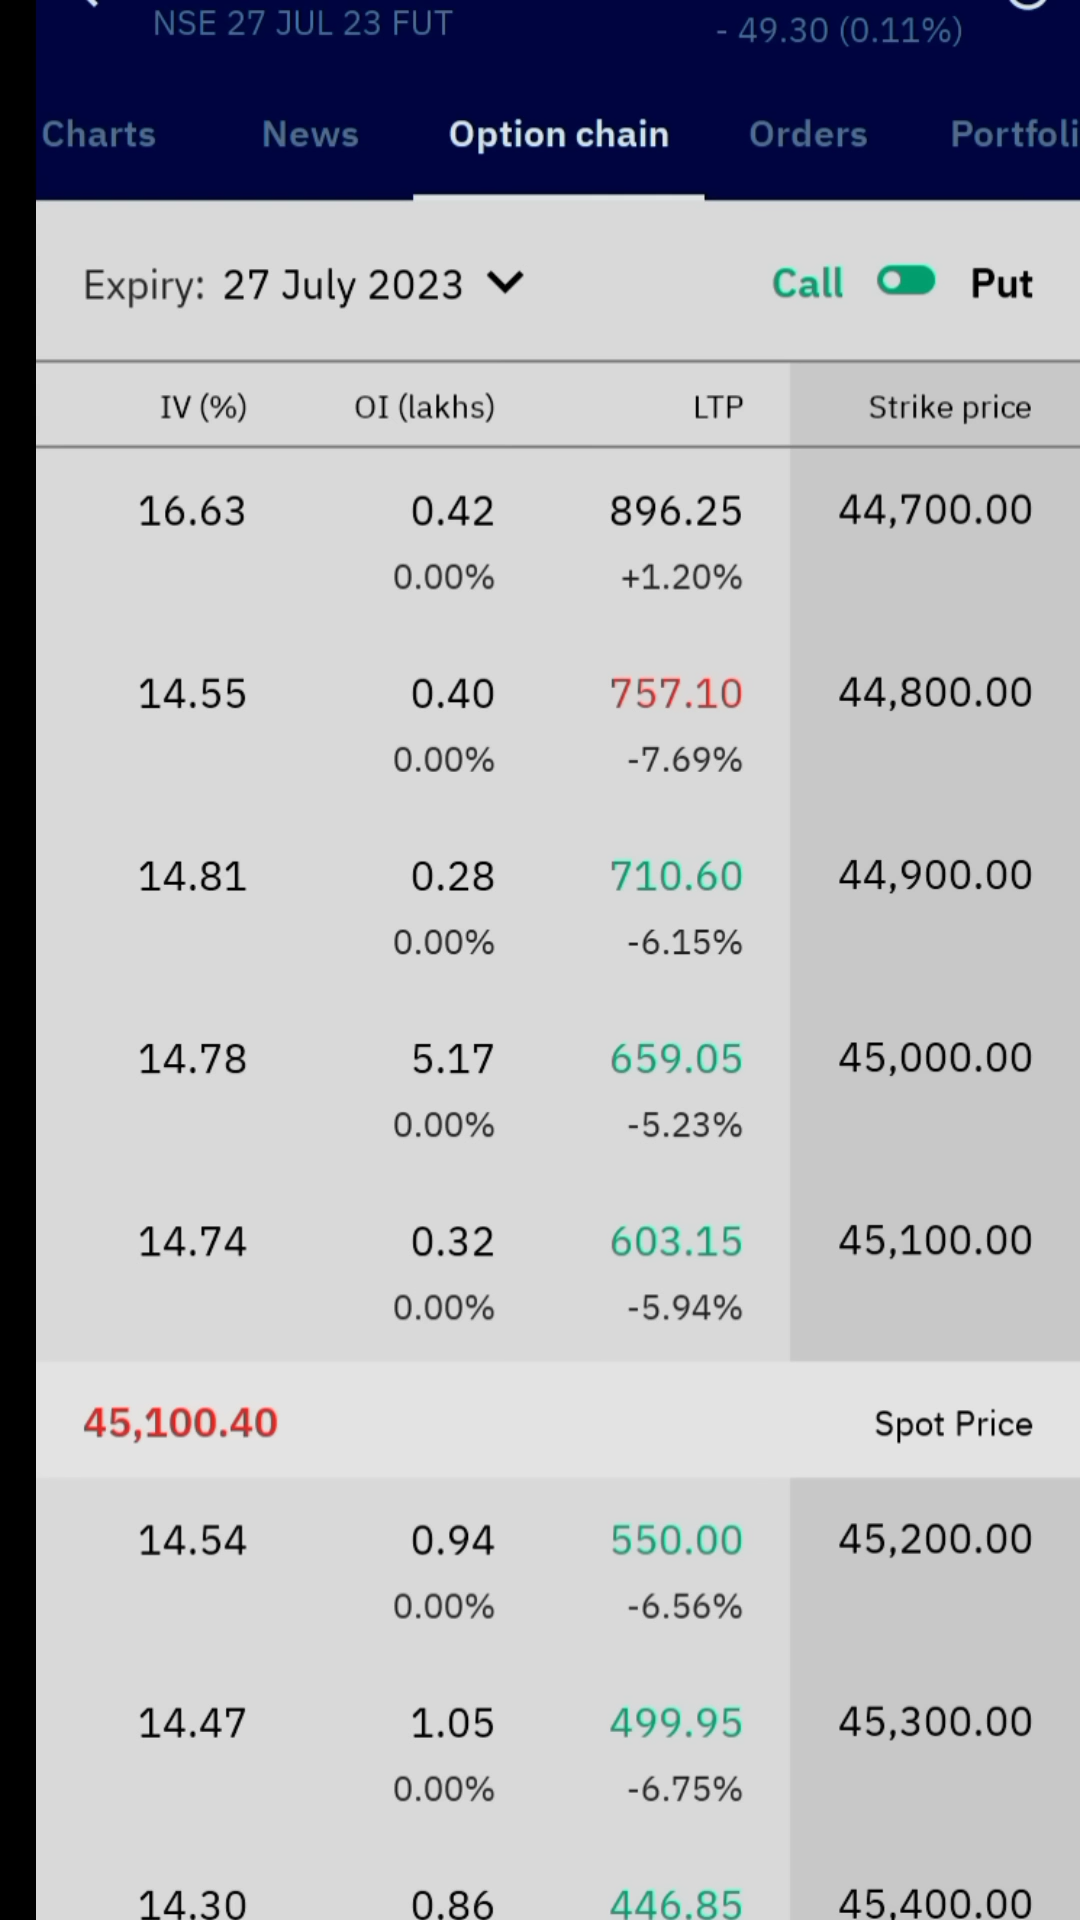 NSE 27 JUL 23 FUT - 49.30 (0.11%)
Charts News Option chain Orders Portfoli
Expiry: 27 July 2023 Call Put
IV (%) OI (lakhs) LTP Strike price
16.63 0.42 896.25 44,700.00
0.00% +1.20%
14.55 0.40 757.10 44,800.00
0.00% -7.69%
14.81 0.28 710.60 44,900.00
0.00% -6.15%
14.78 5.17 659.05 45,000.00
0.00% -5.23%
14.74 0.32 603.15 45,100.00
0.00% -5.94%
45,100.40 Spot Price
14.54 0.94 550.00 45,200.00
0.00% -6.56%
14.47 1.05 499.95 45,300.00
0.00% -6.75%
14.30 0.86 446.85 45,400.00